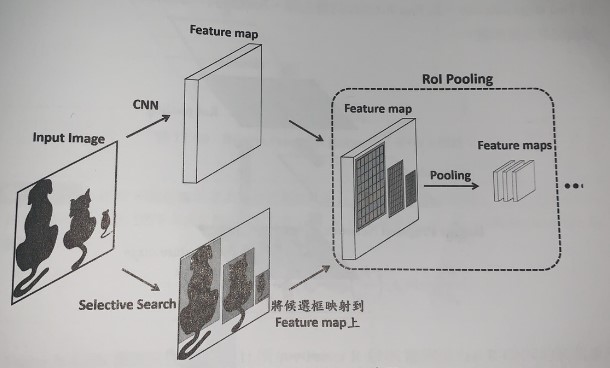 Feature map
RoI Pooling
CNN
Feature map
Input Image
Feature maps
Pooling
Selective Search
將候選框映射到
Feature map上